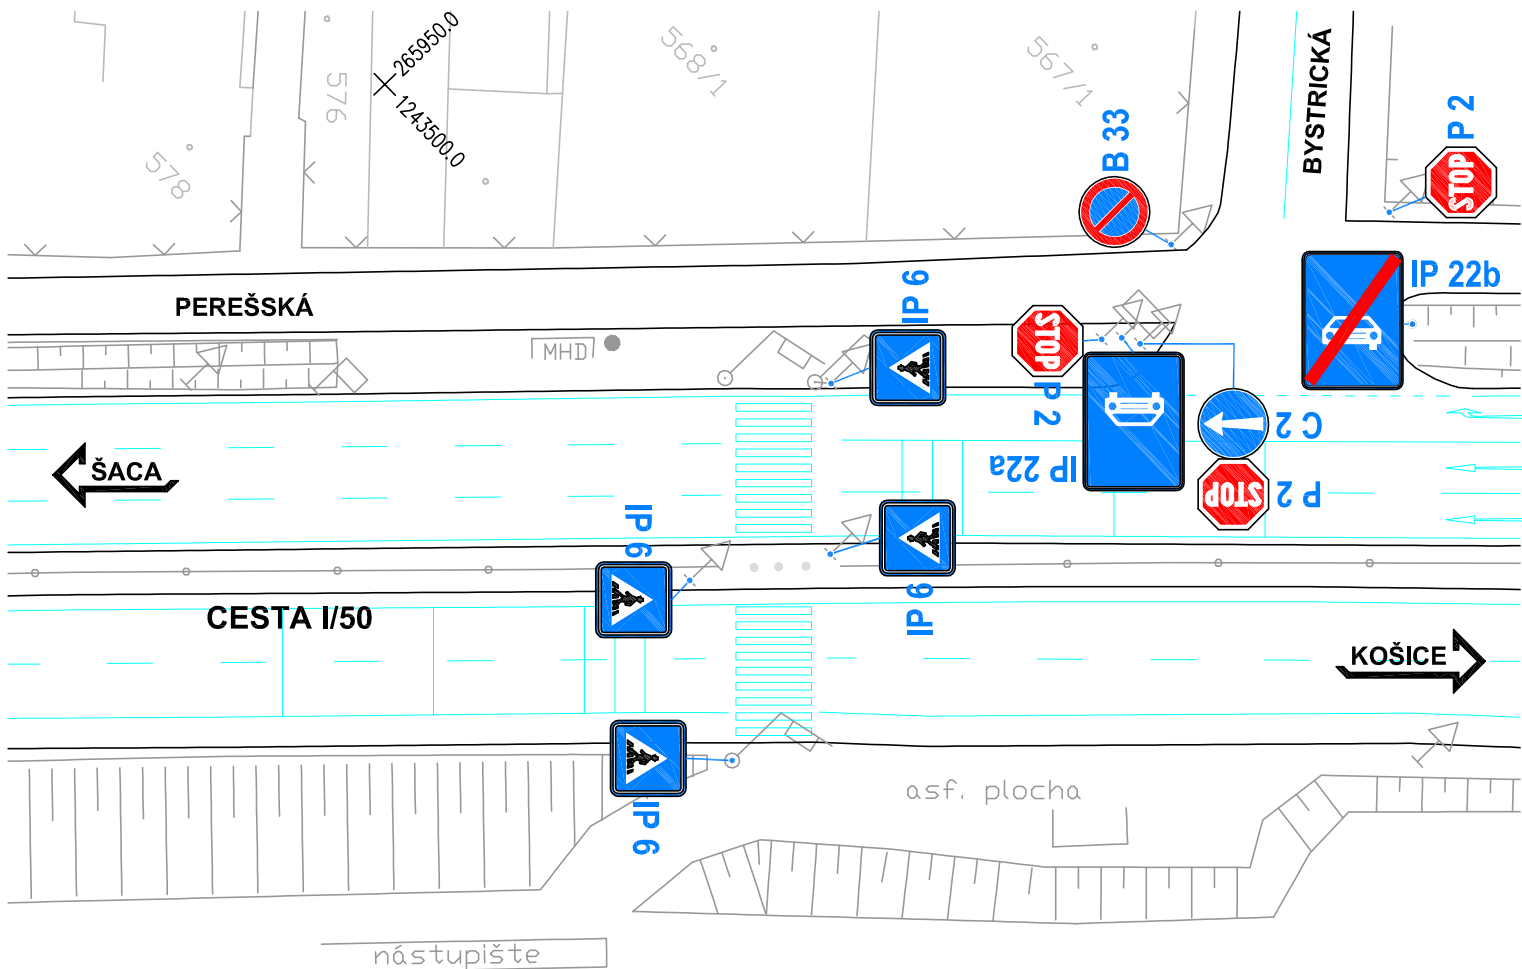 265950.0
1243500.0
576
578
568/1
567/1
B 33
BYSTRICKÁ
P 2
STOP
IP 22b
PEREŠSKÁ
IP 6
MHD
STOP
P 2
IP 22a
C 2
STOP
P 2
ŠACA
IP 6
IP 6
CESTA I/50
KOŠICE
IP 6
asf. plocha
nástupište